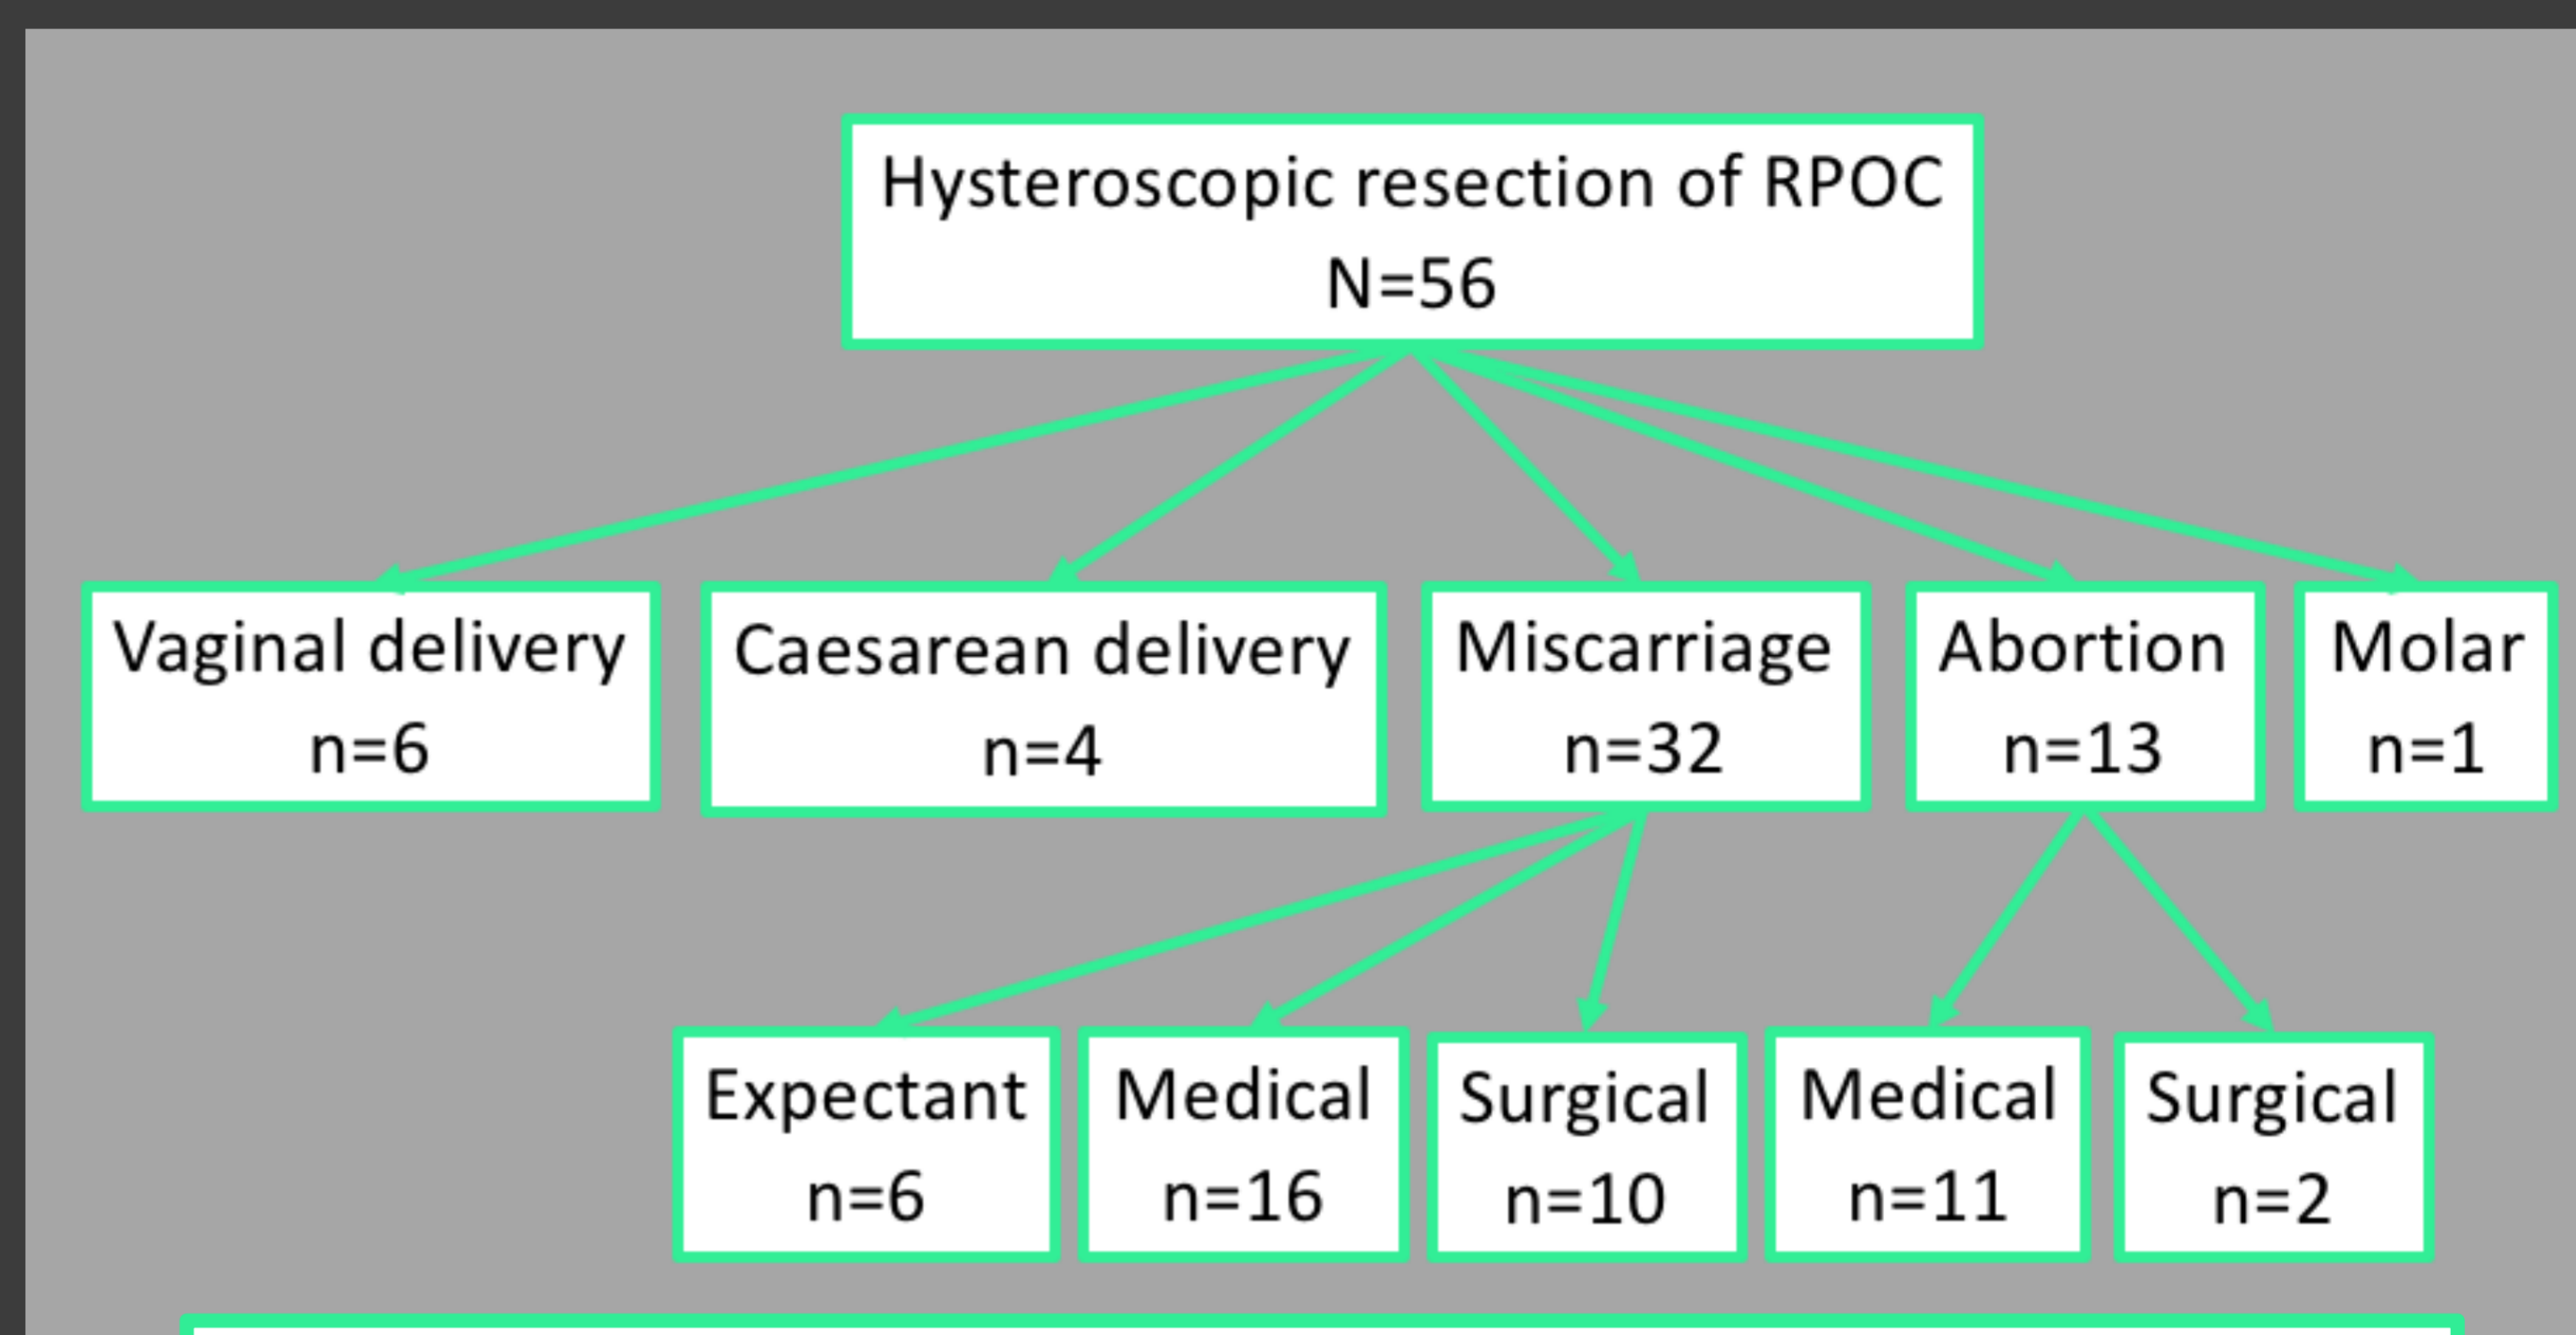 Hysteroscopic resection of RPOC
N=56
Vaginal delivery
n=6
Caesarean delivery
n=4
Miscarriage
n=32
Abortion
n=13
Molar
n=1
Expectant
n=6
Medical
n=16
Surgical
n=10
Medical
n=11
Surgical
n=2